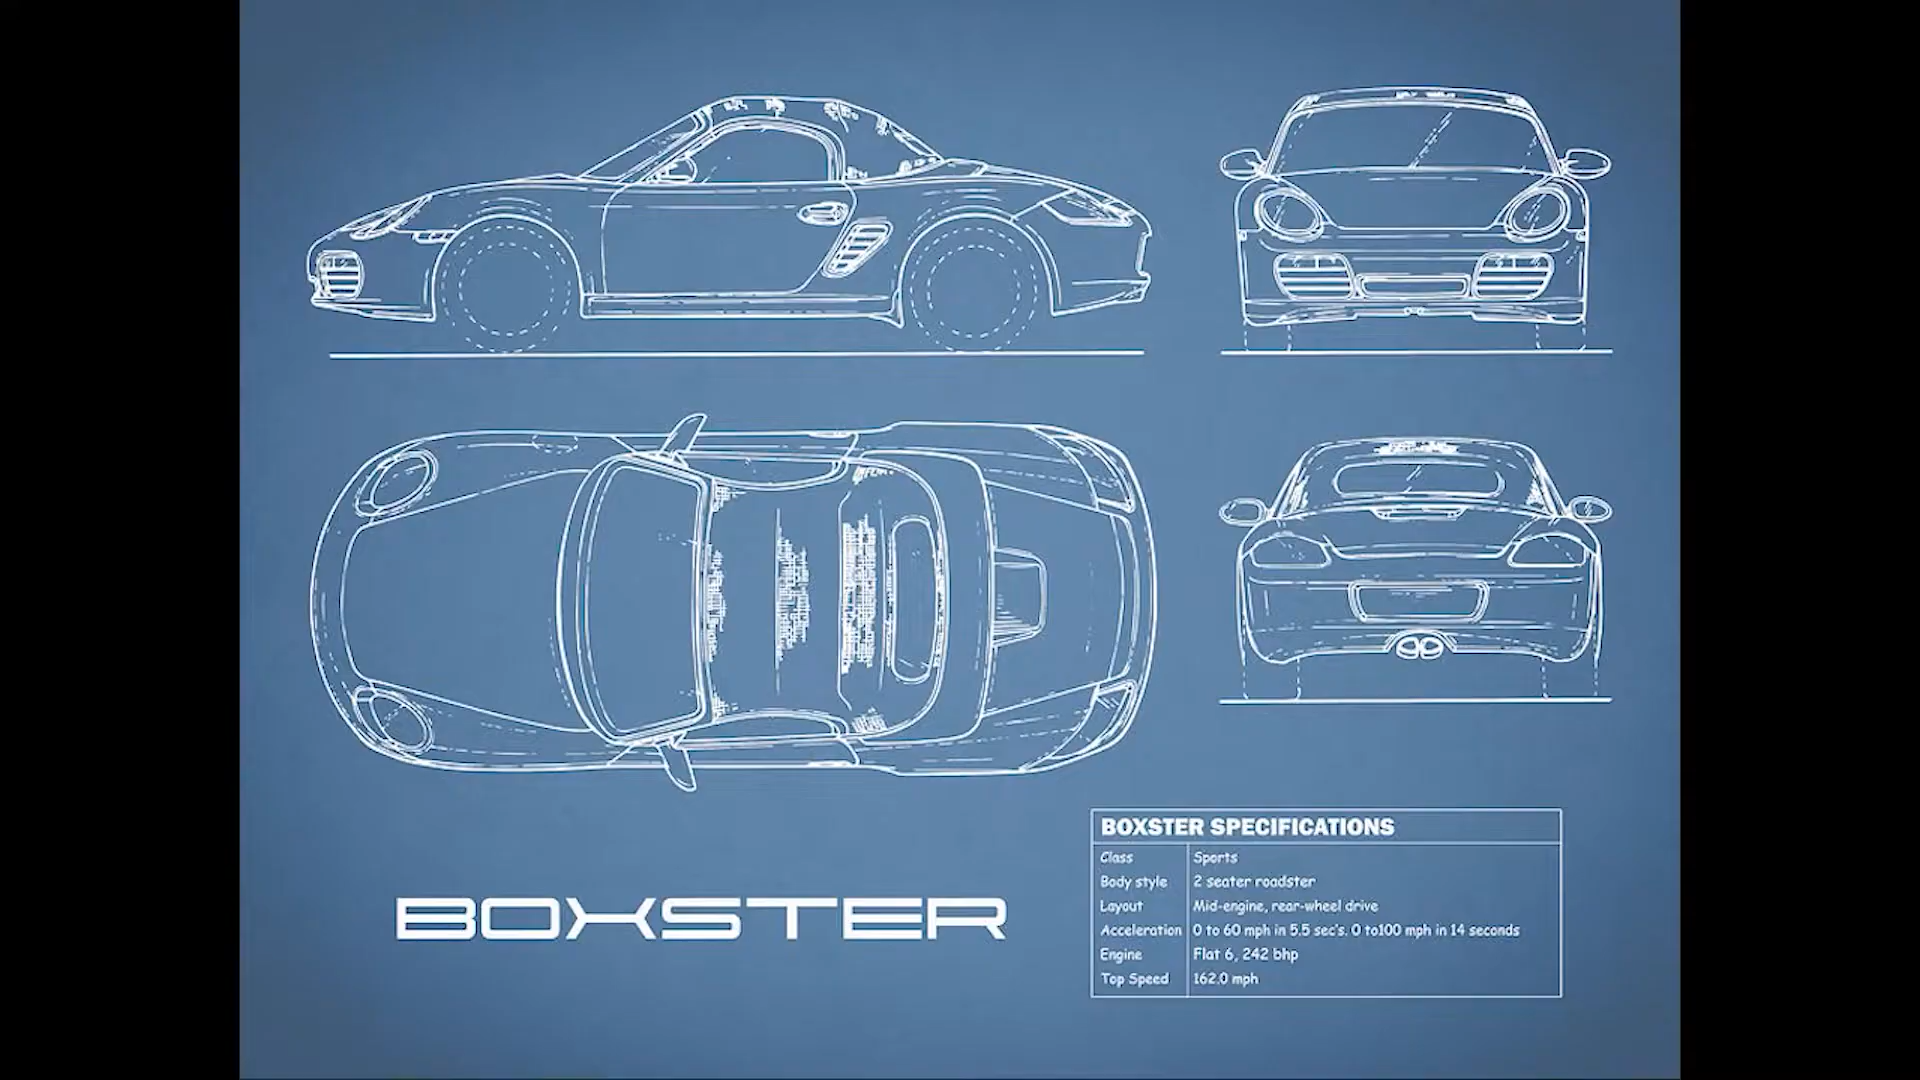 BOXSTER
BOXSTER SPECIFICATIONS
Class Sports
Body style 2 seater roadster
Layout Mid-engine, rear-wheel drive
Acceleration 0 to 60 mph in 5.5 sec's. 0 to100 mph in 14 seconds
Engine Flat 6, 242 bhp
Top Speed 162.0 mph